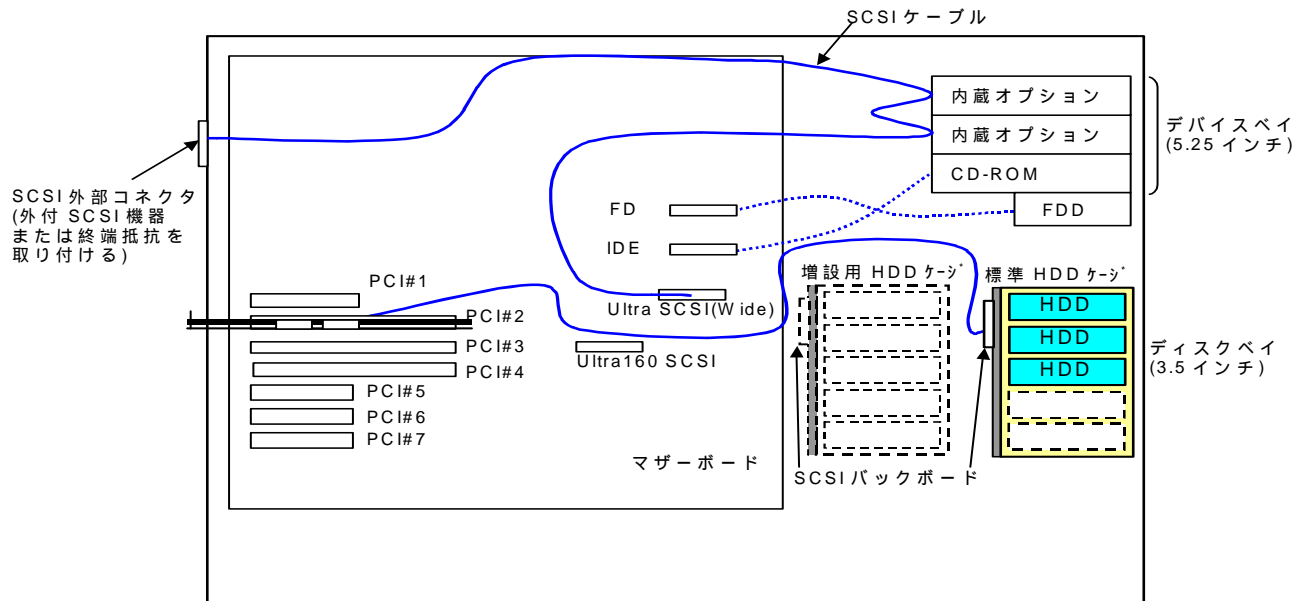 SCSIケーブル
内蔵オプション
内蔵オプション
CD-ROM
FDD
デバイスベイ
(5.25インチ)
SCSI外部コネクタ
(外付SCSI機器
または終端抵抗を
取り付ける)
FD
IDE
PCI#1
PCI#2
PCI#3
PCI#4
PCI#5
PCI#6
PCI#7
Ultra SCSI(Wide)
Ultra160 SCSI
マザーボード
増設用 HDD ｹｰｼﾞ
標準 HDD ｹｰｼﾞ
HDD
HDD
HDD
ディスクベイ
(3.5インチ)
SCSIバックボード